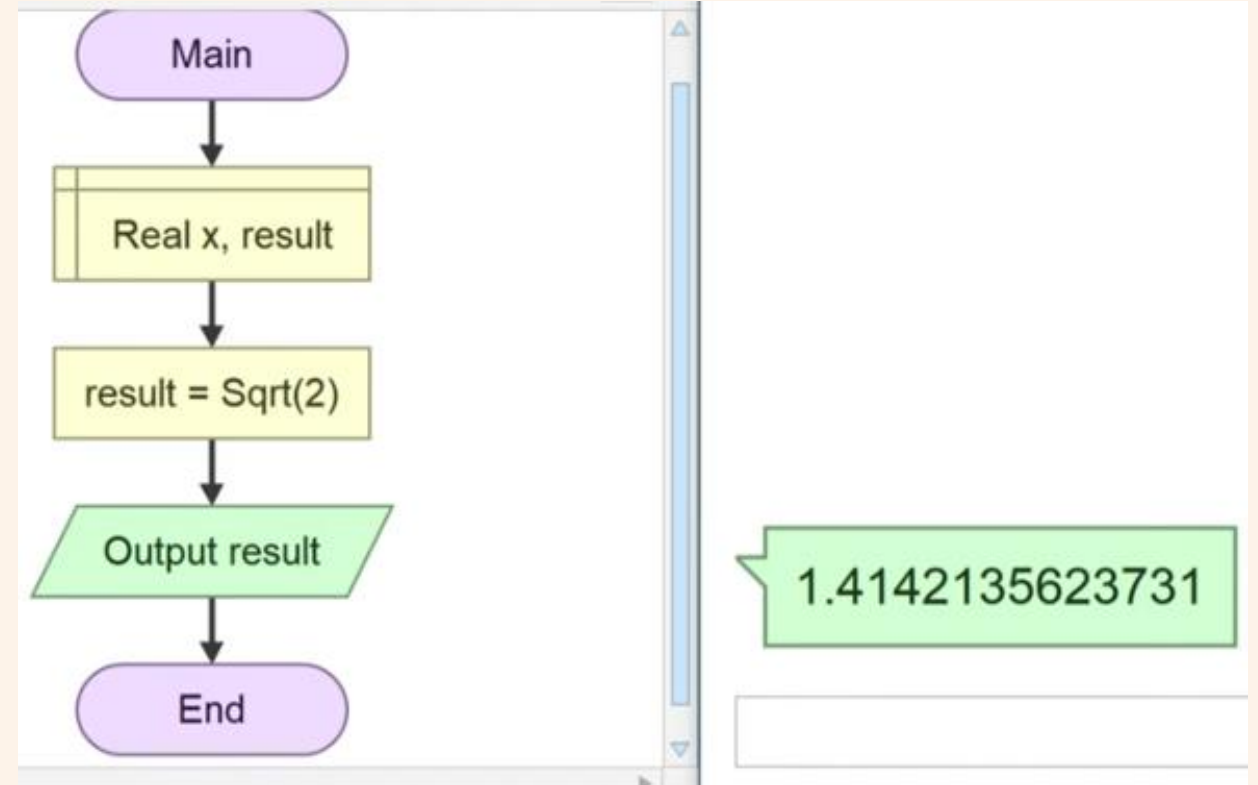 Main
Real x, result
result = Sqrt(2)
Output result
End
1.4142135623731